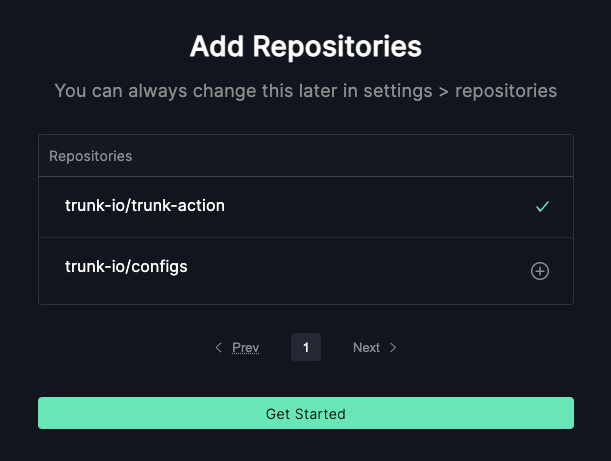 Add Repositories
You can always change this later in settings > repositories
Repositories
trunk-io/trunk-action
trunk-io/configs
Prev 1 Next
Get Started